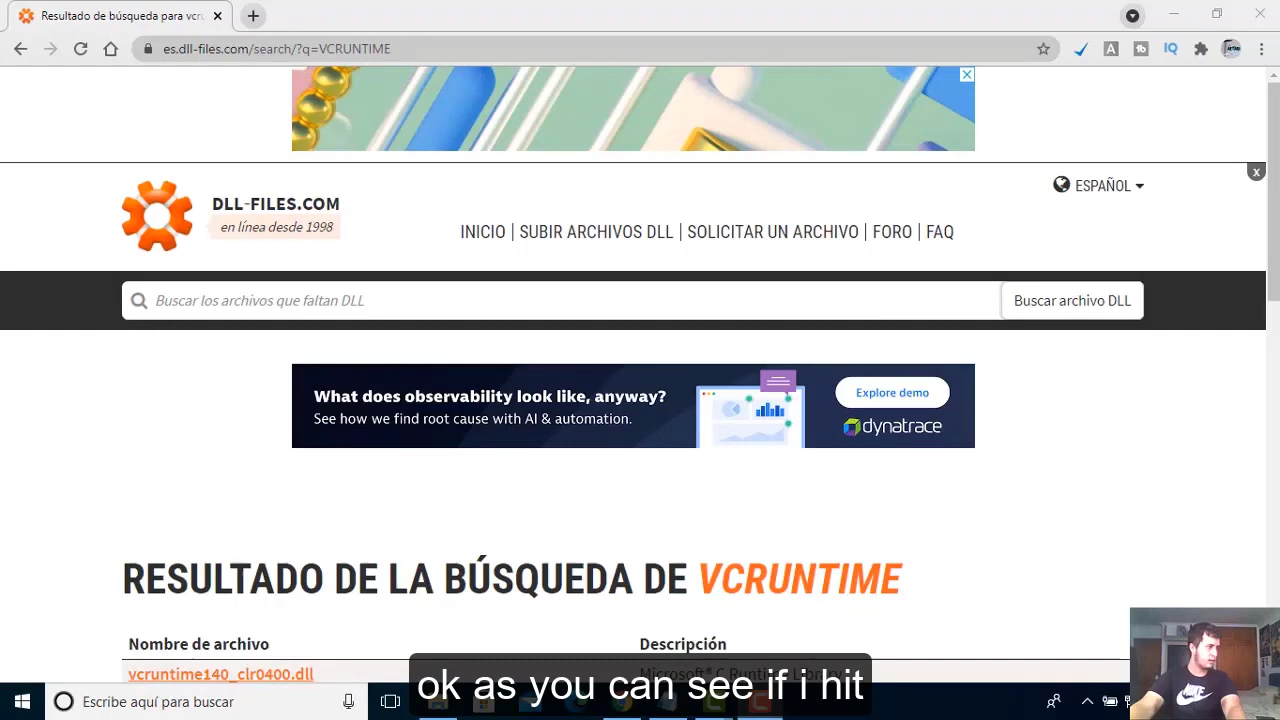 Resultado de búsqueda para vcru
es.dll-files.com/search/?q=VCRUNTIME
A
IQ
x
DLL-FILES.COM
en línea desde 1998
ESPAÑOL
INICIO | SUBIR ARCHIVOS DLL | SOLICITAR UN ARCHIVO | FORO | FAQ
Buscar los archivos que faltan DLL
Buscar archivo DLL
What does observability look like, anyway?
See how we find root cause with AI & automation.
Explore demo
dynatrace
RESULTADO DE LA BÚSQUEDA DE VCRUNTIME
Nombre de archivo
Descripción
vcruntime140_clr0400.dll
Microsoft® C Runtime Library
ok as you can see if i hit
Escribe aquí para buscar